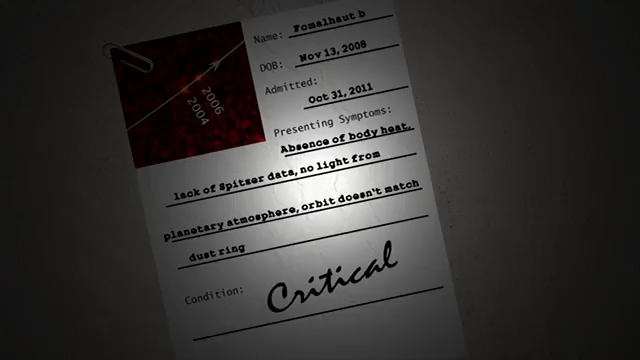 Name: Fomalhaut b
DOB: Nov 13, 2008
Admitted:
Oct 31, 2011
Presenting Symptoms:
Absence of body heat,
lack of Spitzer data, no light from
planetary atmosphere, orbit doesn't match
dust ring
Condition: Critical
2006
2004